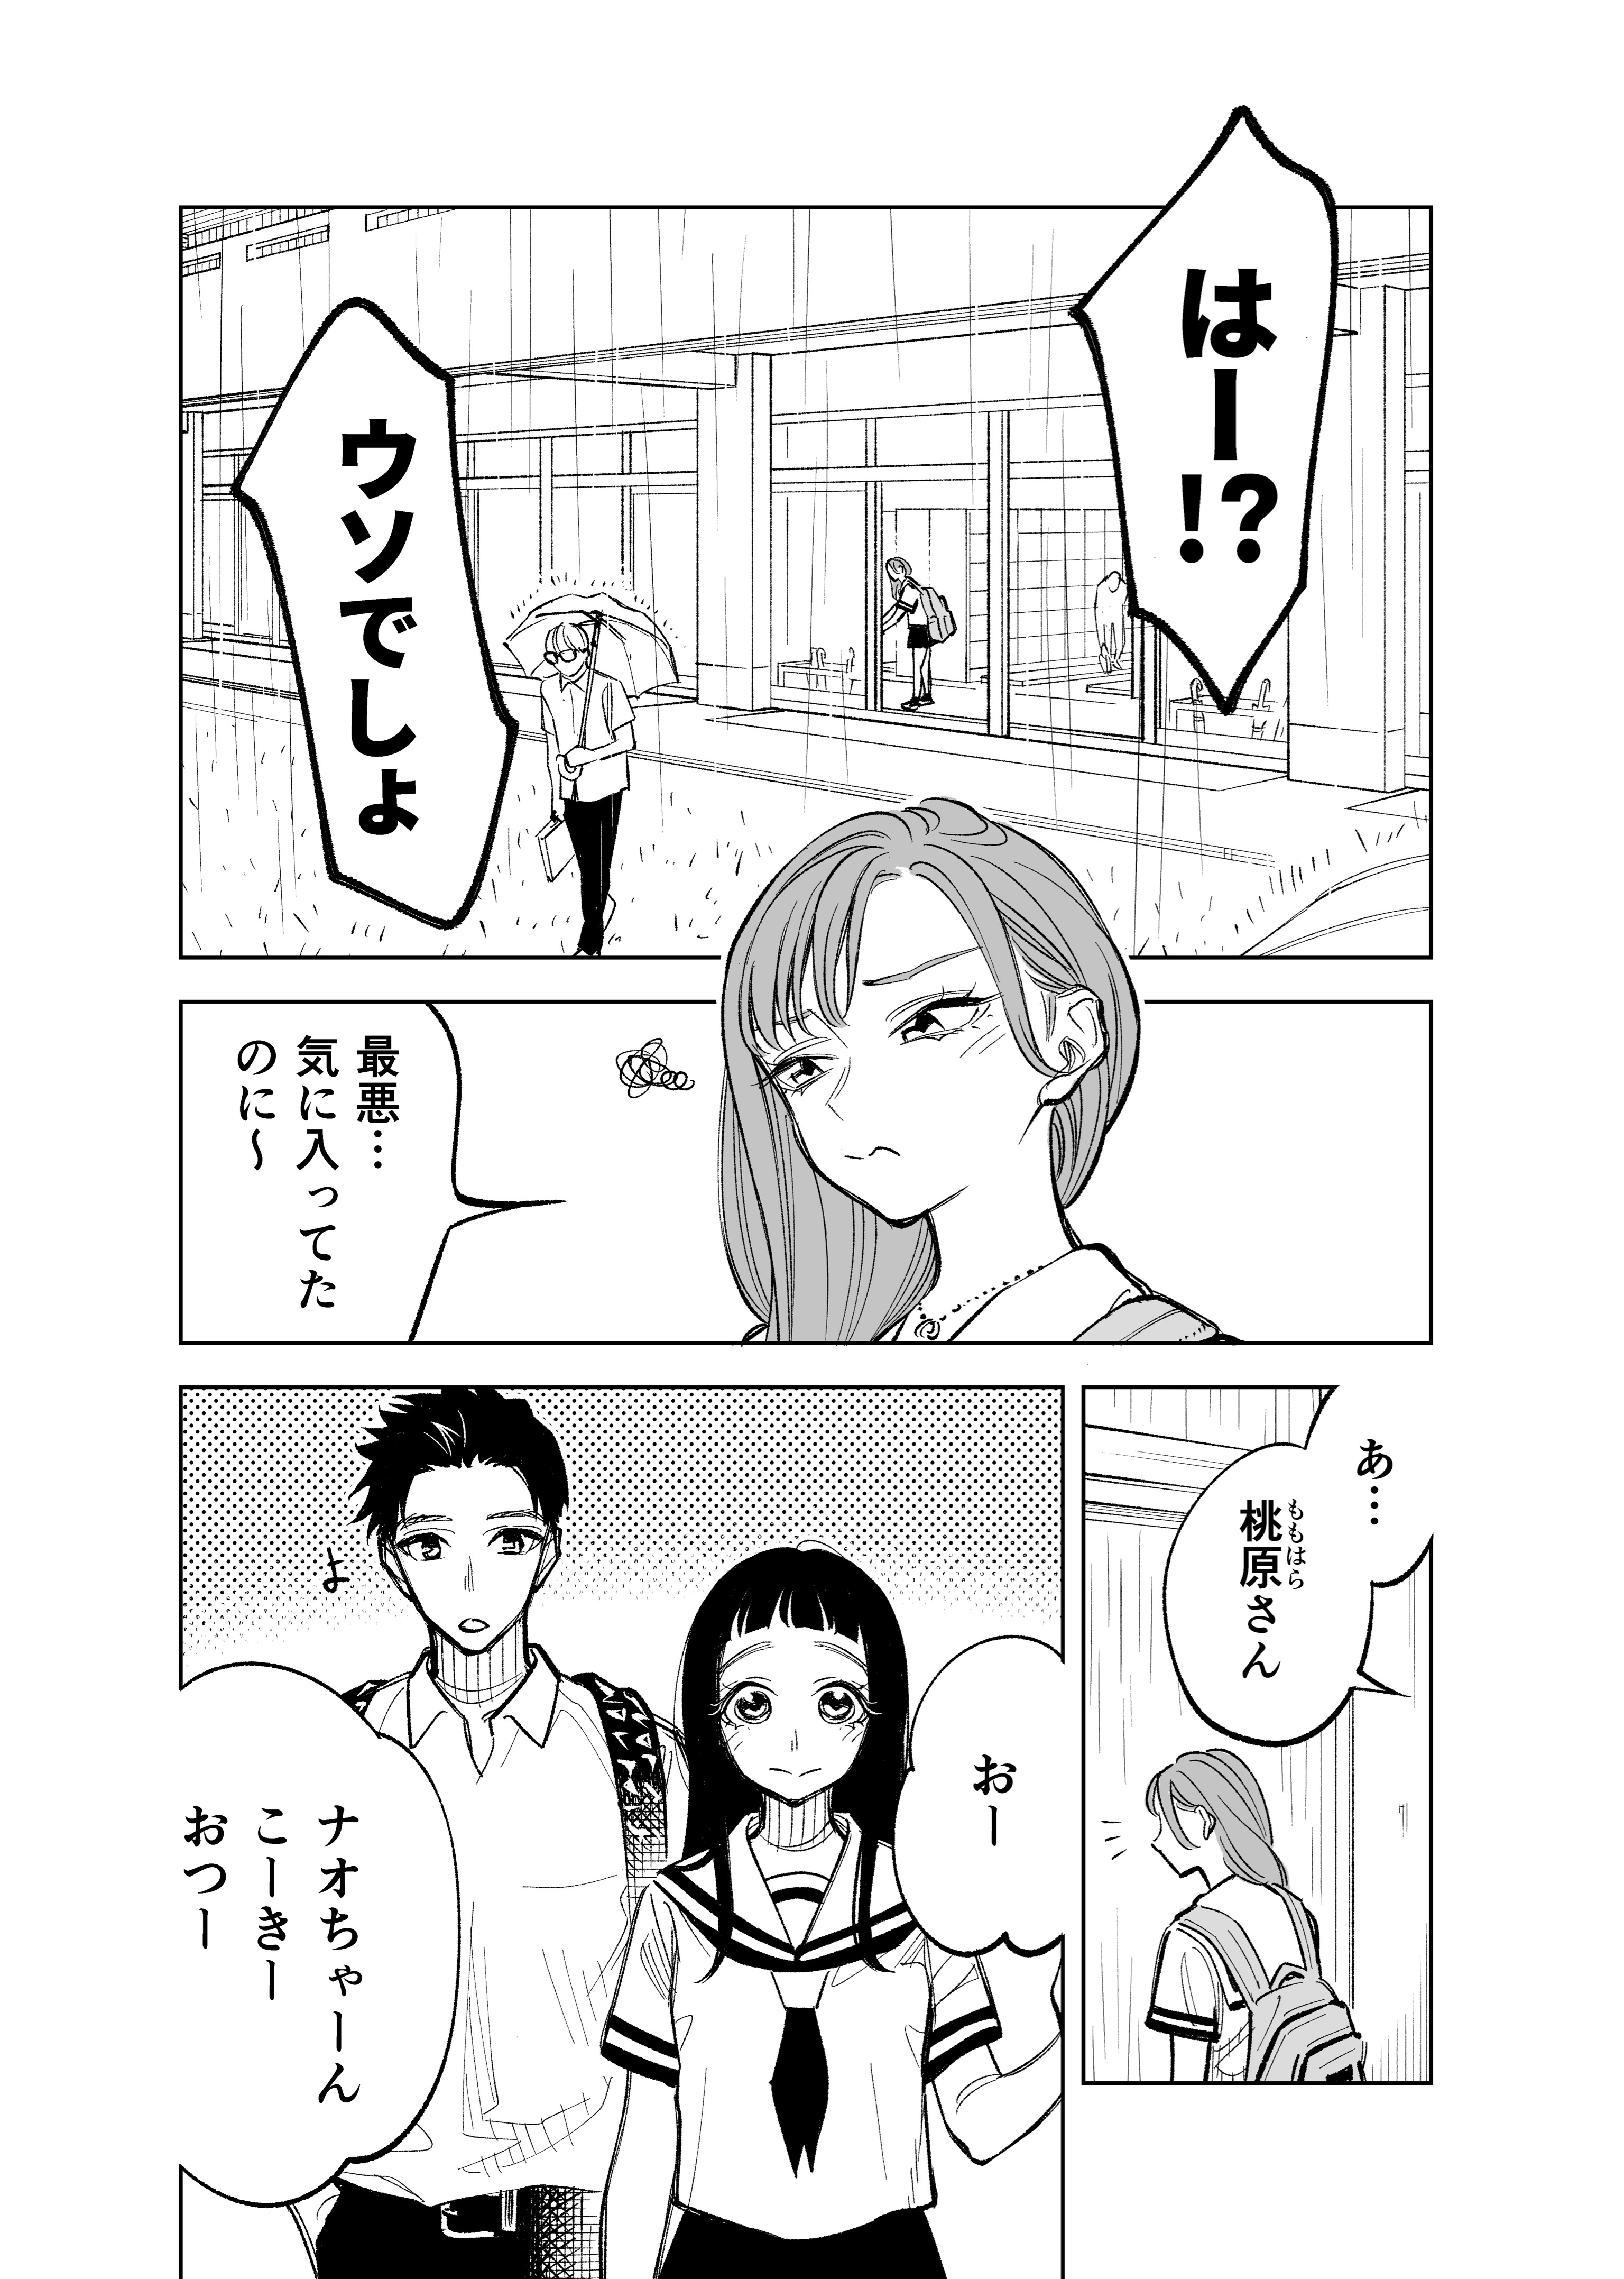 はー!?
ウソでしょ
最悪…
気に入ってた
のに～
あ…
桃原さん
ももはら
おー
よ
ナオちゃーん
こーきー
おつー